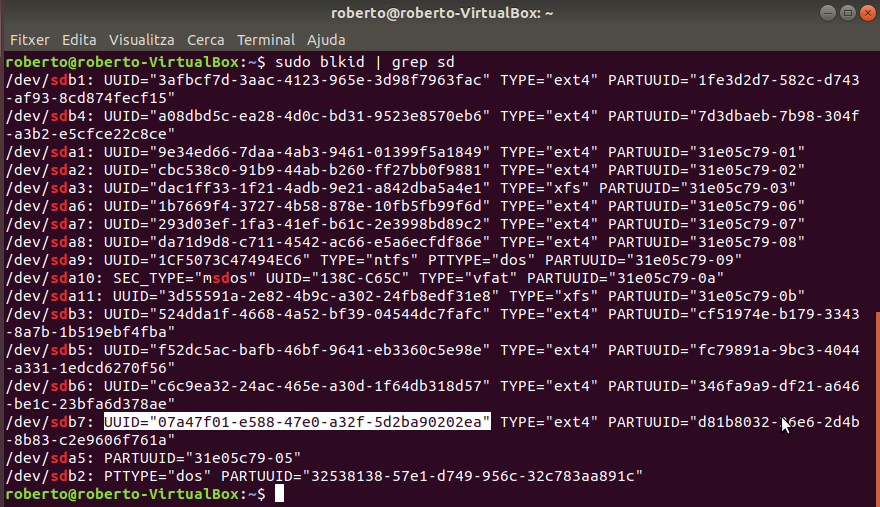 roberto@roberto-VirtualBox: ~
Fitxer Edita Visualitza Cerca Terminal Ajuda
roberto@roberto-VirtualBox:~$ sudo blkid | grep sd
/dev/sdb1: UUID="3afbcf7d-3aac-4123-965e-3d98f7963fac" TYPE="ext4" PARTUUID="1fe3d2d7-582c-d743
-af93-8cd874fecf15"
/dev/sdb4: UUID="a08dbd5c-ea28-4d0c-bd31-9523e8570eb6" TYPE="ext4" PARTUUID="7d3dbaeb-7b98-304f
-a3b2-e5cfce22c8ce"
/dev/sda1: UUID="9e34ed66-7daa-4ab3-9461-01399f5a1849" TYPE="ext4" PARTUUID="31e05c79-01"
/dev/sda2: UUID="cbc538c0-91b9-44ab-b260-ff27bb0f9881" TYPE="ext4" PARTUUID="31e05c79-02"
/dev/sda3: UUID="dac1ff33-1f21-4adb-9e21-a842dba5a4e1" TYPE="xfs" PARTUUID="31e05c79-03"
/dev/sda6: UUID="1b7669f4-3727-4b58-878e-10fb5fb99f6d" TYPE="ext4" PARTUUID="31e05c79-06"
/dev/sda7: UUID="293d03ef-1fa3-41ef-b61c-2e3998bd89c2" TYPE="ext4" PARTUUID="31e05c79-07"
/dev/sda8: UUID="da71d9d8-c711-4542-ac66-e5a6ecfdf86e" TYPE="ext4" PARTUUID="31e05c79-08"
/dev/sda9: UUID="1CF5073C47494EC6" TYPE="ntfs" PTTYPE="dos" PARTUUID="31e05c79-09"
/dev/sda10: SEC_TYPE="msdos" UUID="138C-C65C" TYPE="vfat" PARTUUID="31e05c79-0a"
/dev/sda11: UUID="3d55591a-2e82-4b9c-a302-24fb8edf31e8" TYPE="xfs" PARTUUID="31e05c79-0b"
/dev/sdb3: UUID="524dda1f-4668-4a52-bf39-04544dc7fafc" TYPE="ext4" PARTUUID="cf51974e-b179-3343
-8a7b-1b519ebf4fba"
/dev/sdb5: UUID="f52dc5ac-bafb-46bf-9641-eb3360c5e98e" TYPE="ext4" PARTUUID="fc79891a-9bc3-4044
-a331-1edcd6270f56"
/dev/sdb6: UUID="c6c9ea32-24ac-465e-a30d-1f64db318d57" TYPE="ext4" PARTUUID="346fa9a9-df21-a646
-be1c-23bfa6d378ae"
/dev/sdb7: UUID="07a47f01-e588-47e0-a32f-5d2ba90202ea" TYPE="ext4" 
-8b83-c2e9606f761a"
/dev/sda5: PARTUUID="31e05c79-05"
/dev/sdb2: PTTYPE="dos" PARTUUID="32538138-57e1-d749-956c-32c783aa891c"
roberto@roberto-VirtualBox:~$